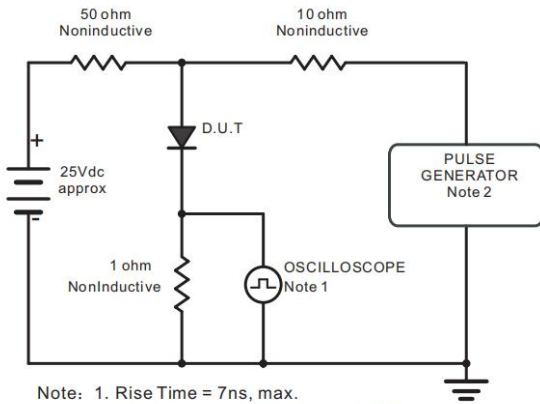 50 ohm
Noninductive
10 ohm
Noninductive
D.U.T
+
25Vdc
approx
-
PULSE
GENERATOR
Note 2
1 ohm
NonInductive
OSCILLOSCOPE
Note 1
Note: 1. Rise Time = 7ns, max.